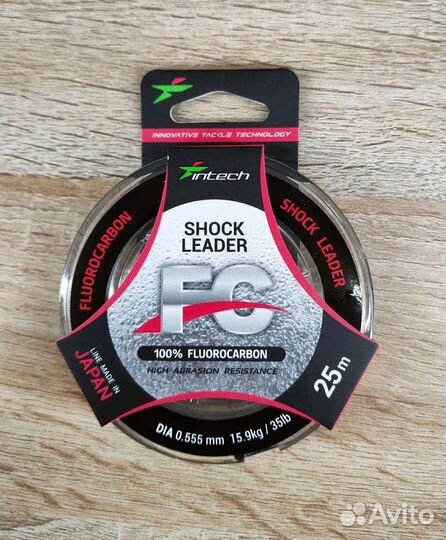 INNOVATIVE TACKLE TECHNOLOGY
intech
FLUOROCARBON
SHOCK LEADER
SHOCK
LEADER
FC
100% FLUOROCARBON
HIGH ABRASION RESISTANCE
LINE MADE IN
JAPAN
25m
DIA 0.555 mm 15.9kg / 35lb
Avito